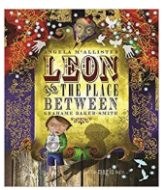 ANGELA McALLISTER
LEON
AND THE PLACE
BETWEEN
GRAHAME BAKER-SMITH